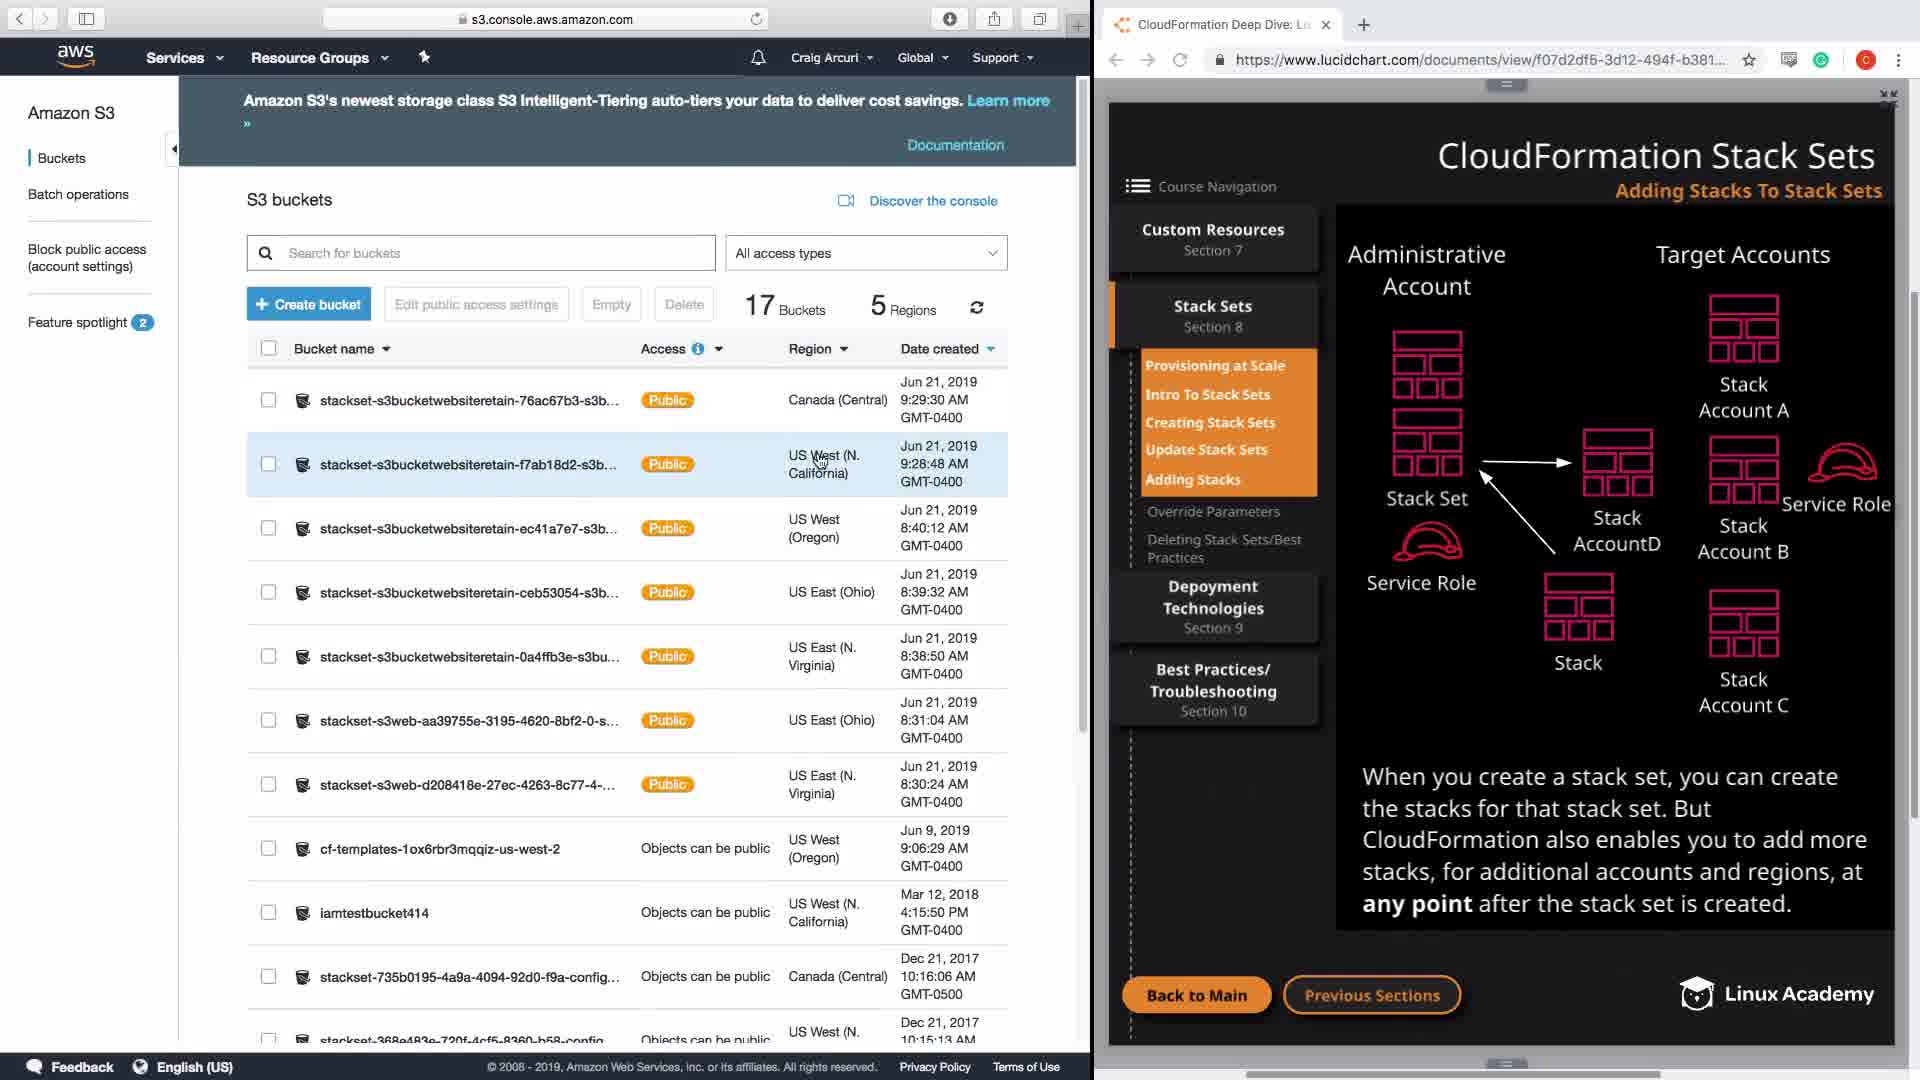 s3.console.aws.amazon.com
aws
Services
Resource Groups
Craig Arcuri
Global
Support
Amazon S3
Buckets
Batch operations
Block public access
(account settings)
Feature spotlight 2
Amazon S3's newest storage class S3 Intelligent-Tiering auto-tiers your data to deliver cost savings. Learn more
»
Documentation
S3 buckets
Discover the console
Search for buckets
All access types
+ Create bucket
Edit public access settings
Empty
Delete
17 Buckets
5 Regions
Bucket name
Access
Region
Date created
stackset-s3bucketwebsiteretain-76ac67b3-s3b...
Public
Canada (Central)
Jun 21, 2019
9:29:30 AM
GMT-0400
stackset-s3bucketwebsiteretain-f7ab18d2-s3b...
Public
US West (N.
California)
Jun 21, 2019
9:28:48 AM
GMT-0400
stackset-s3bucketwebsiteretain-ec41a7e7-s3b...
Public
US West
(Oregon)
Jun 21, 2019
8:40:12 AM
GMT-0400
stackset-s3bucketwebsiteretain-ceb53054-s3b...
Public
US East (Ohio)
Jun 21, 2019
8:39:32 AM
GMT-0400
stackset-s3bucketwebsiteretain-0a4ffb3e-s3bu...
Public
US East (N.
Virginia)
Jun 21, 2019
8:38:50 AM
GMT-0400
stackset-s3web-aa39755e-3195-4620-8bf2-0-s...
Public
US East (Ohio)
Jun 21, 2019
8:31:04 AM
GMT-0400
stackset-s3web-d208418e-27ec-4263-8c77-4-...
Public
US East (N.
Virginia)
Jun 21, 2019
8:30:24 AM
GMT-0400
cf-templates-1ox6rbr3mqqiz-us-west-2
Objects can be public
US West
(Oregon)
Jun 9, 2019
9:06:29 AM
GMT-0400
iamtestbucket414
Objects can be public
US West (N.
California)
Mar 12, 2018
4:15:50 PM
GMT-0400
stackset-735b0195-4a9a-4094-92d0-f9a-config...
Objects can be public
Canada (Central)
Dec 21, 2017
10:16:06 AM
GMT-0500
stackset-368e483e-720f-4cf5-8360-b58-config...
Objects can be public
US West (N.
Dec 21, 2017
10:15:13 AM
Feedback
English (US)
© 2008 - 2019, Amazon Web Services, Inc. or its affiliates. All rights reserved.
Privacy Policy
Terms of Use
CloudFormation Deep Dive: Lu
https://www.lucidchart.com/documents/view/f07d2df5-3d12-494f-b381...
C
CloudFormation Stack Sets
Adding Stacks To Stack Sets
Course Navigation
Custom Resources
Section 7
Stack Sets
Section 8
Provisioning at Scale
Intro To Stack Sets
Creating Stack Sets
Update Stack Sets
Adding Stacks
Override Parameters
Deleting Stack Sets/Best
Practices
Depoyment
Technologies
Section 9
Best Practices/
Troubleshooting
Section 10
Administrative
Account
Stack Set
Service Role
Stack
AccountD
Stack
Target Accounts
Stack
Account A
Stack
Account B
Service Role
Stack
Account C
When you create a stack set, you can create
the stacks for that stack set. But
CloudFormation also enables you to add more
stacks, for additional accounts and regions, at
any point after the stack set is created.
Back to Main
Previous Sections
Linux Academy